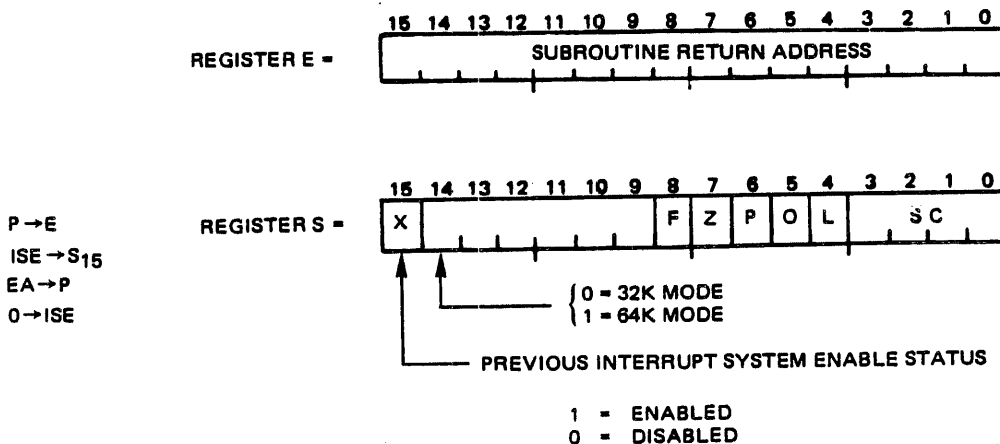 15 14 13 12 11 10 9 8 7 6 5 4 3 2 1 0
REGISTER E = SUBROUTINE RETURN ADDRESS
15 14 13 12 11 10 9 8 7 6 5 4 3 2 1 0
P→E REGISTER S = X F Z P O L SC
ISE→S15
EA→P
0→ISE
0 = 32K MODE
1 = 64K MODE
PREVIOUS INTERRUPT SYSTEM ENABLE STATUS
1 = ENABLED
0 = DISABLED